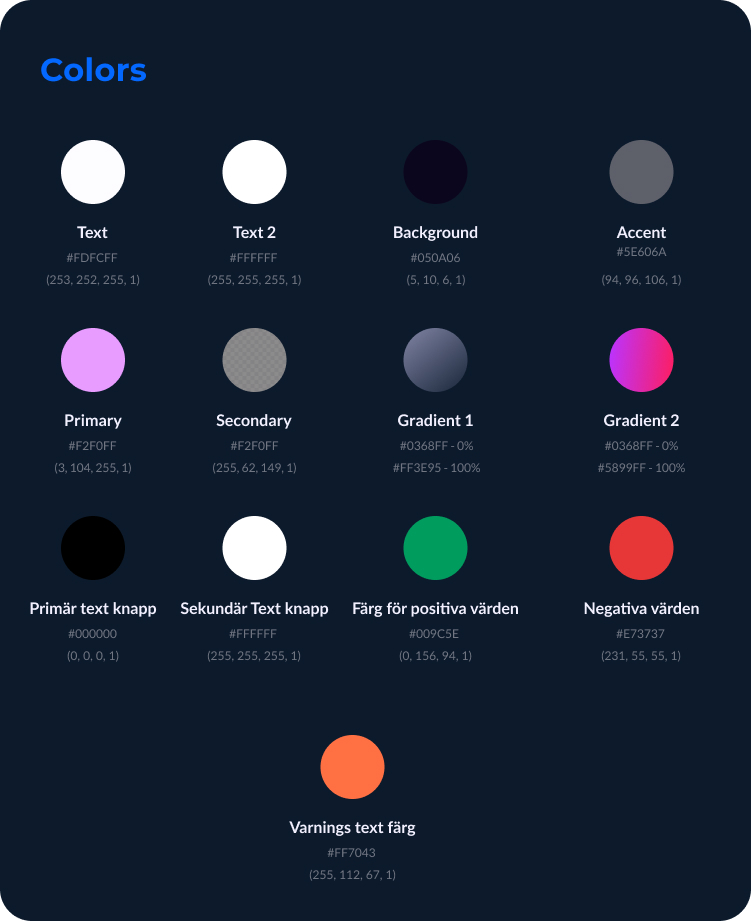 Colors
Text
#FDFCFF
(253, 252, 255, 1)
Text 2
#FFFFFF
(255, 255, 255, 1)
Background
#050A06
(5, 10, 6, 1)
Accent
#5E606A
(94, 96, 106, 1)
Primary
#F2F0FF
(3, 104, 255, 1)
Secondary
#F2F0FF
(255, 62, 149, 1)
Gradient 1
#0368FF - 0%
#FF3E95 - 100%
Gradient 2
#0368FF - 0%
#5899FF - 100%
Primär text knapp
#000000
(0, 0, 0, 1)
Sekundär Text knapp
#FFFFFF
(255, 255, 255, 1)
Färg för positiva värden
#009C5E
(0, 156, 94, 1)
Negativa värden
#E73737
(231, 55, 55, 1)
Varnings text färg
#FF7043
(255, 112, 67, 1)